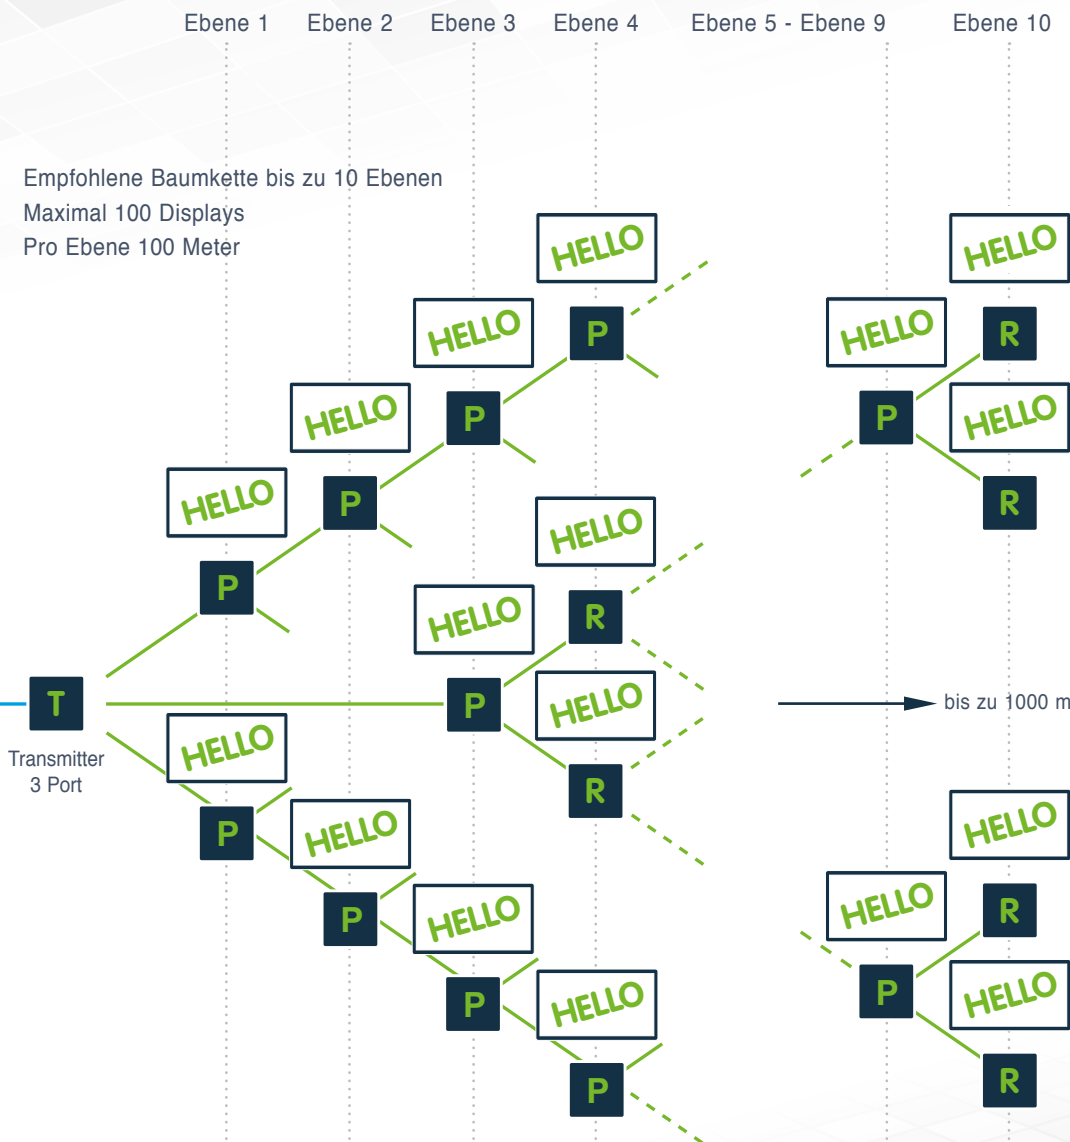 Ebene 1 Ebene 2 Ebene 3 Ebene 4 Ebene 5 - Ebene 9 Ebene 10
Empfohlene Baumkette bis zu 10 Ebenen
Maximal 100 Displays
Pro Ebene 100 Meter
HELLO HELLO
HELLO HELLO
P R
HELLO HELLO
P P
HELLO
P R
HELLO
P
HELLO
R
P
T
HELLO
P
bis zu 1000 m
HELLO
Transmitter
3 Port
R
HELLO HELLO
P
HELLO HELLO
P R
HELLO HELLO
P P
R
P